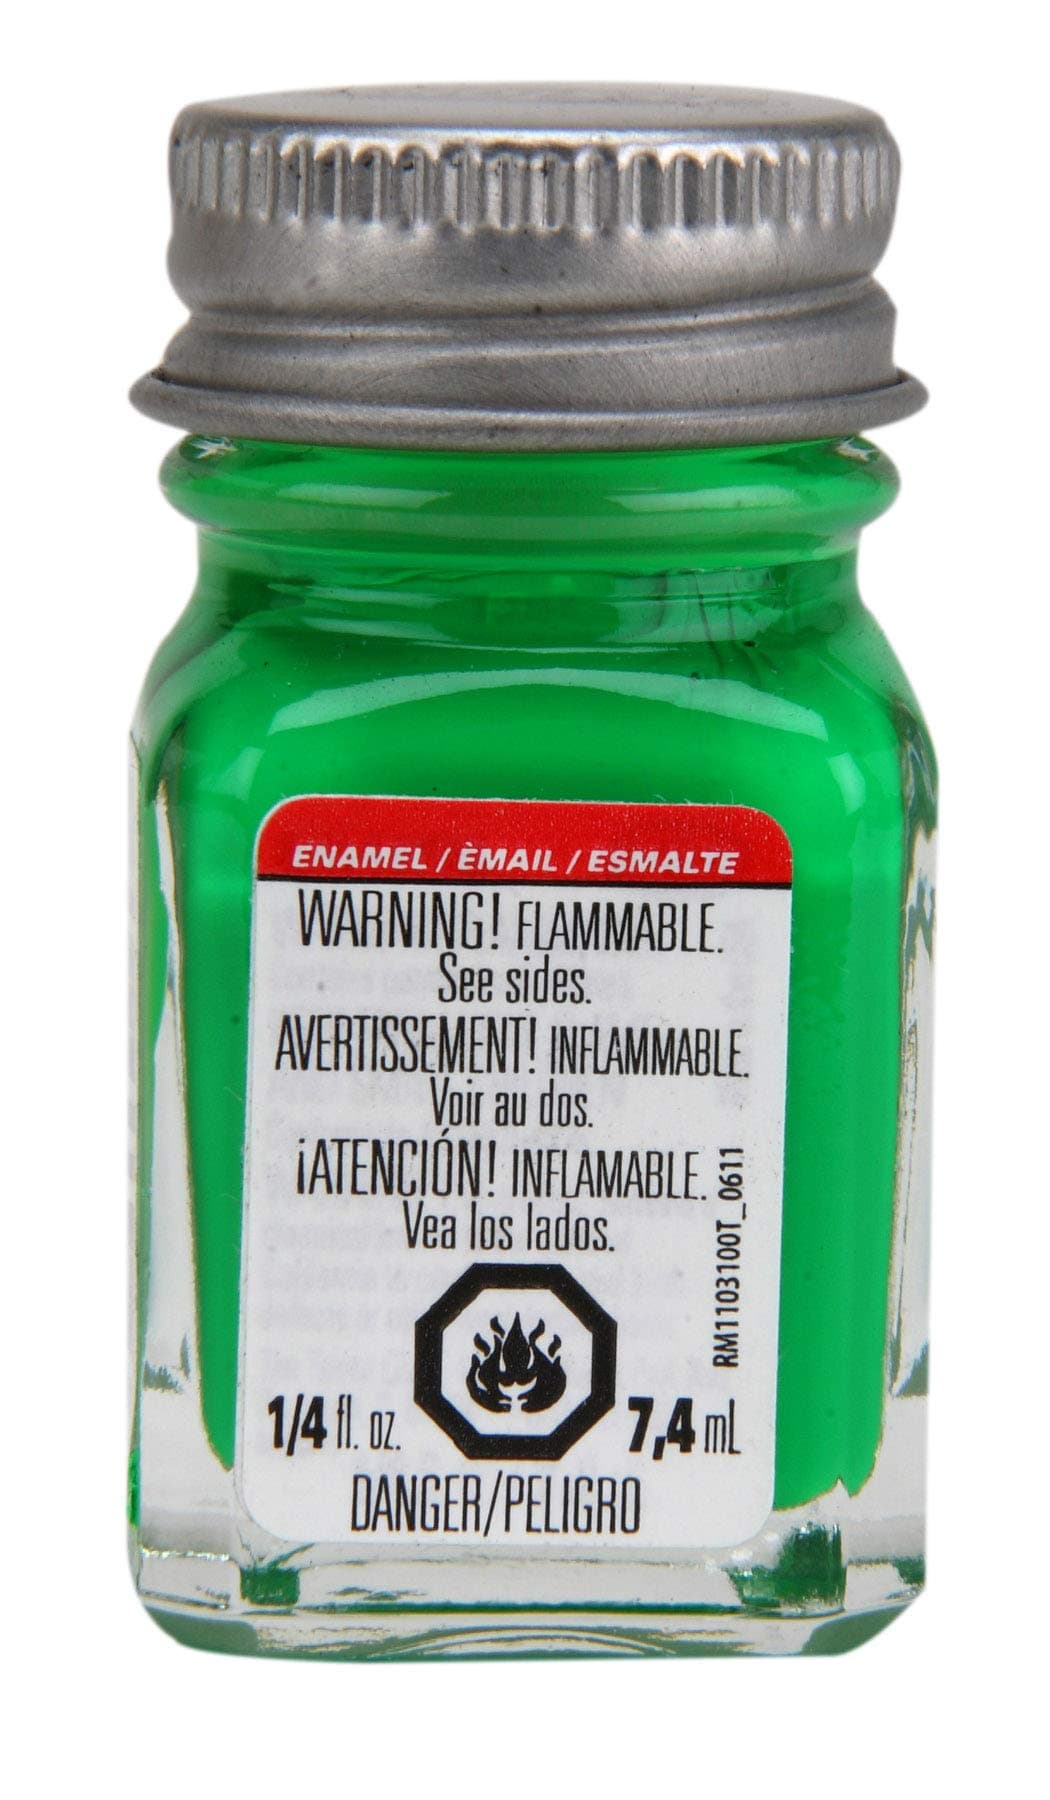 ENAMEL / ÈMAIL / ESMALTE
WARNING! FLAMMABLE.
See sides.
AVERTISSEMENT! INFLAMMABLE.
Voir au dos.
¡ATENCIÓN! INFLAMABLE.
Vea los lados.
RM1103100T_0611
1/4 fl. oz.
7,4 mL
DANGER/PELIGRO